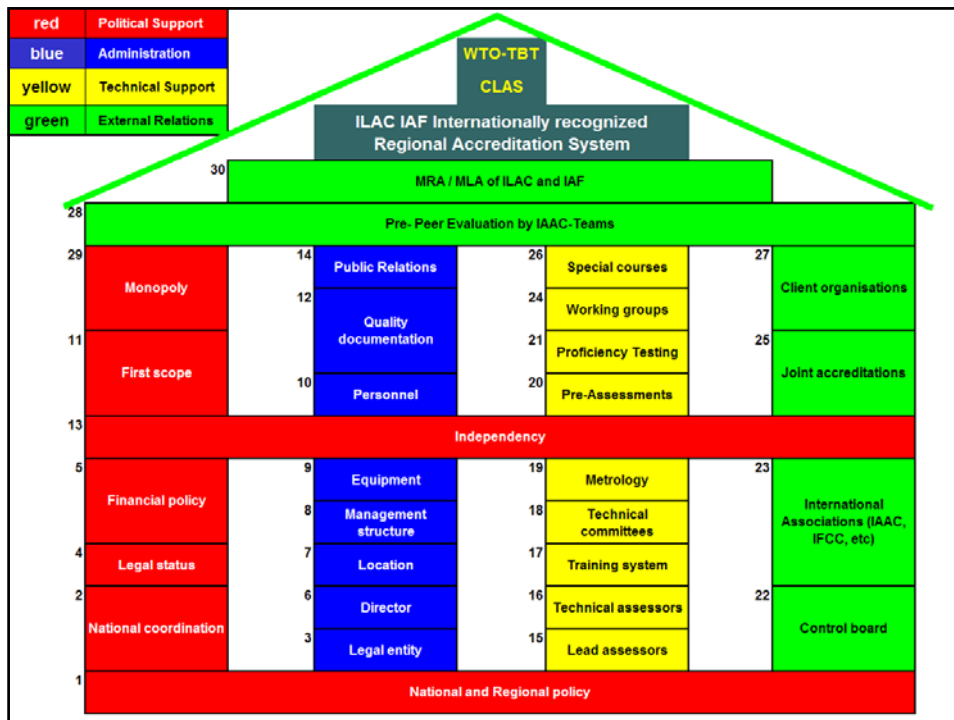 red Political Support
blue Administration
yellow Technical Support
green External Relations
WTO-TBT
CLAS
ILAC IAF Internationally recognized
Regional Accreditation System
30
MRA / MLA of ILAC and IAF
28
Pre- Peer Evaluation by IAAC-Teams
29
Monopoly
11
First scope
14
Public Relations
12
Quality
documentation
10
Personnel
26
Special courses
24
Working groups
21
Proficiency Testing
20
Pre-Assessments
27
Client organisations
25
Joint accreditations
13
Independency
5
Financial policy
4
Legal status
2
National coordination
9
Equipment
8
Management
structure
7
Location
6
Director
3
Legal entity
19
Metrology
18
Technical
committees
17
Training system
16
Technical assessors
15
Lead assessors
23
International
Associations (IAAC,
IFCC, etc)
22
Control board
1
National and Regional policy